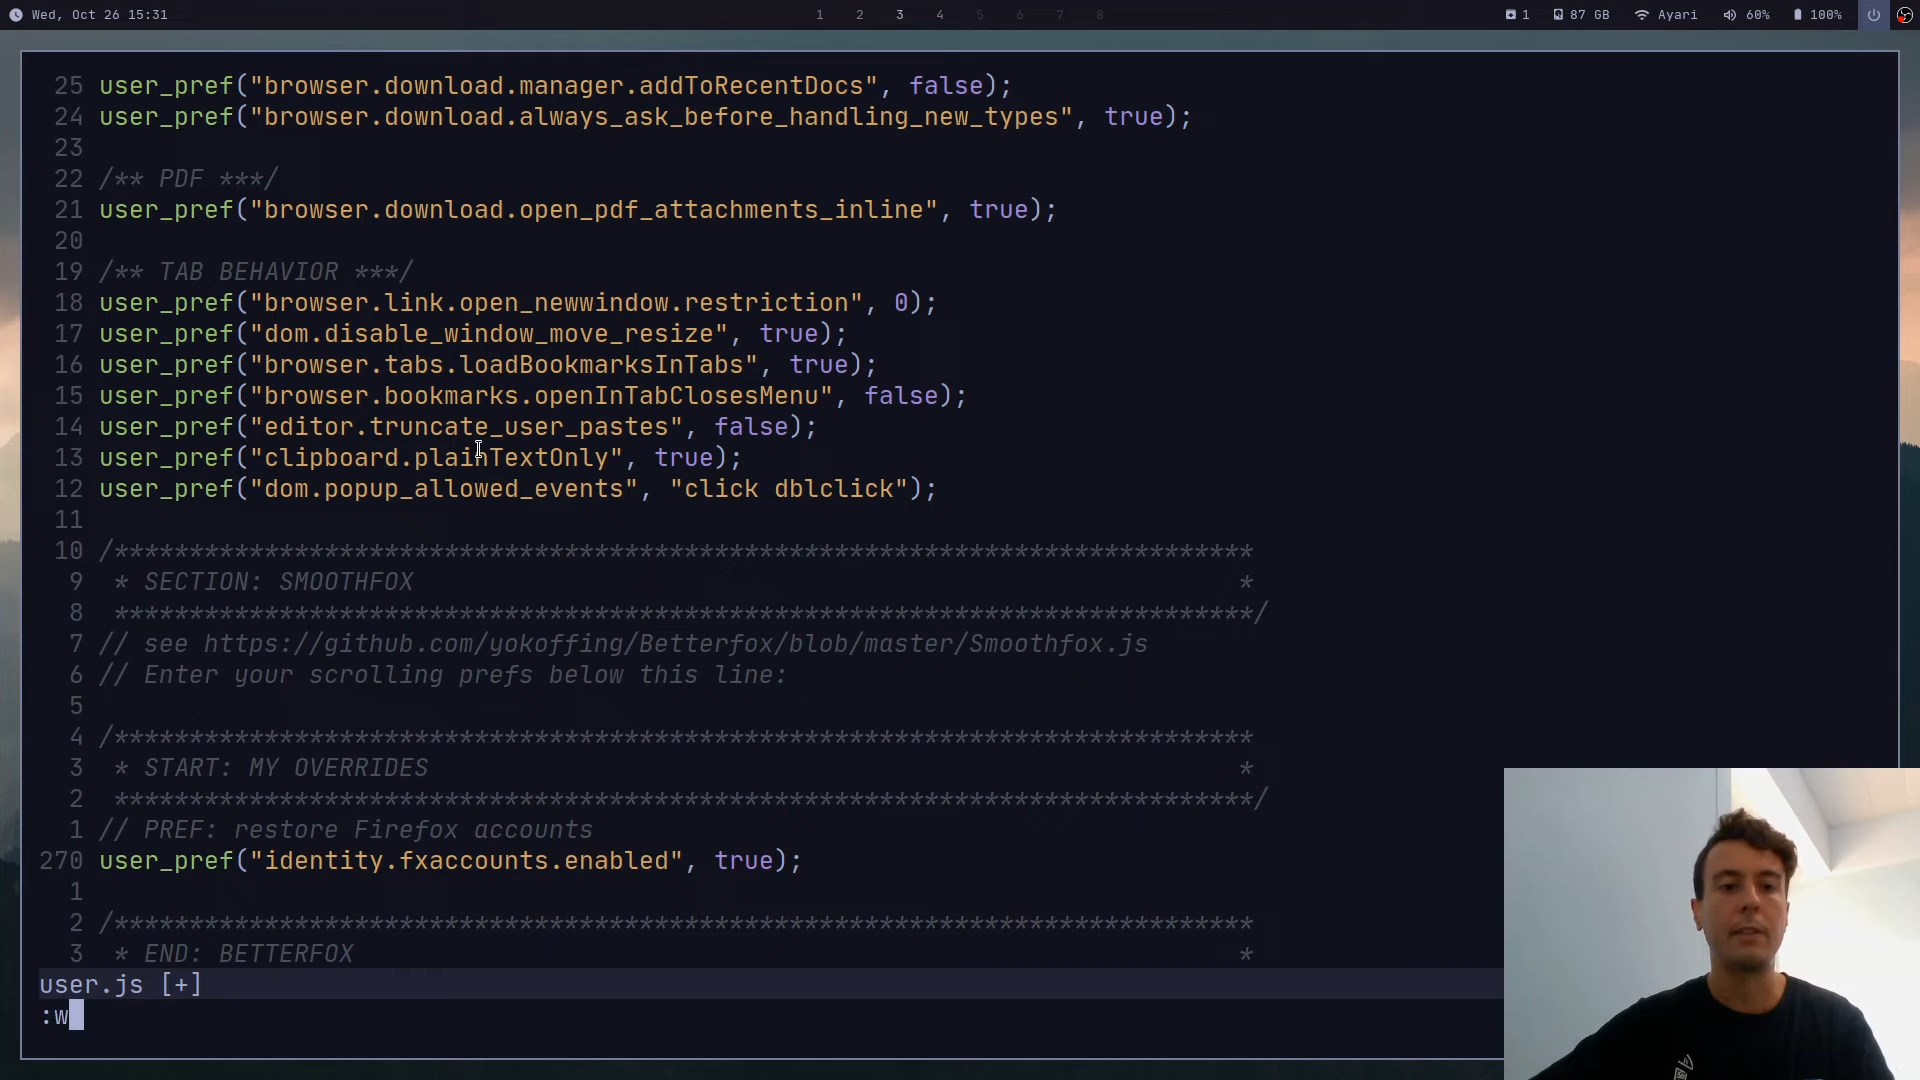 Wed, Oct 26 15:31 1 2 3 4 5 6 7 8 1 87 GB Ayari 60% 100%
25 user_pref("browser.download.manager.addToRecentDocs", false);
24 user_pref("browser.download.always_ask_before_handling_new_types", true);
23
22 /** PDF ***/
21 user_pref("browser.download.open_pdf_attachments_inline", true);
20
19 /** TAB BEHAVIOR ***/
18 user_pref("browser.link.open_newwindow.restriction", 0);
17 user_pref("dom.disable_window_move_resize", true);
16 user_pref("browser.tabs.loadBookmarksInTabs", true);
15 user_pref("browser.bookmarks.openInTabClosesMenu", false);
14 user_pref("editor.truncate_user_pastes", false);
13 user_pref("clipboard.plainTextOnly", true);
12 user_pref("dom.popup_allowed_events", "click dblclick");
11
10 /****************************************************************************
9 * SECTION: SMOOTHFOX *
8 ****************************************************************************/
7 // see https://github.com/yokoffing/Betterfox/blob/master/Smoothfox.js
6 // Enter your scrolling prefs below this line:
5
4 /****************************************************************************
3 * START: MY OVERRIDES *
2 ****************************************************************************/
1 // PREF: restore Firefox accounts
270 user_pref("identity.fxaccounts.enabled", true);
1
2 /****************************************************************************
3 * END: BETTERFOX *
user.js [+]
:w